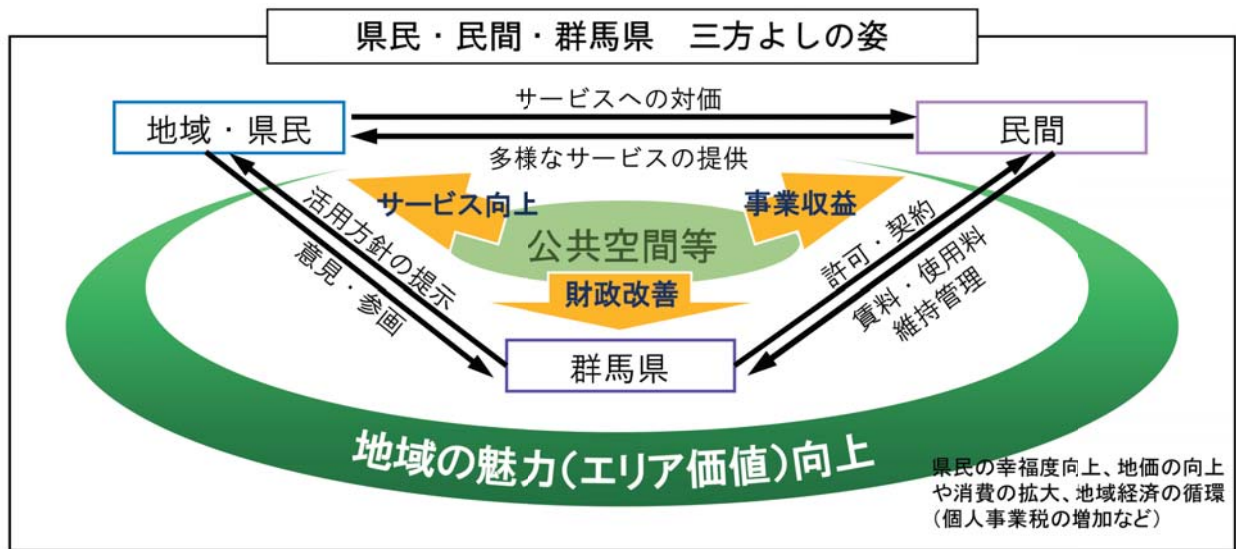 県民・民間・群馬県　三方よしの姿
サービスへの対価
地域・県民
民間
多様なサービスの提供
サービス向上
事業収益
公共空間等
活用方針の提示
意見・参画
許可・契約
賃料・使用料
維持管理
財政改善
群馬県
地域の魅力（エリア価値）向上
県民の幸福度向上、地価の向上
や消費の拡大、地域経済の循環
（個人事業税の増加など）